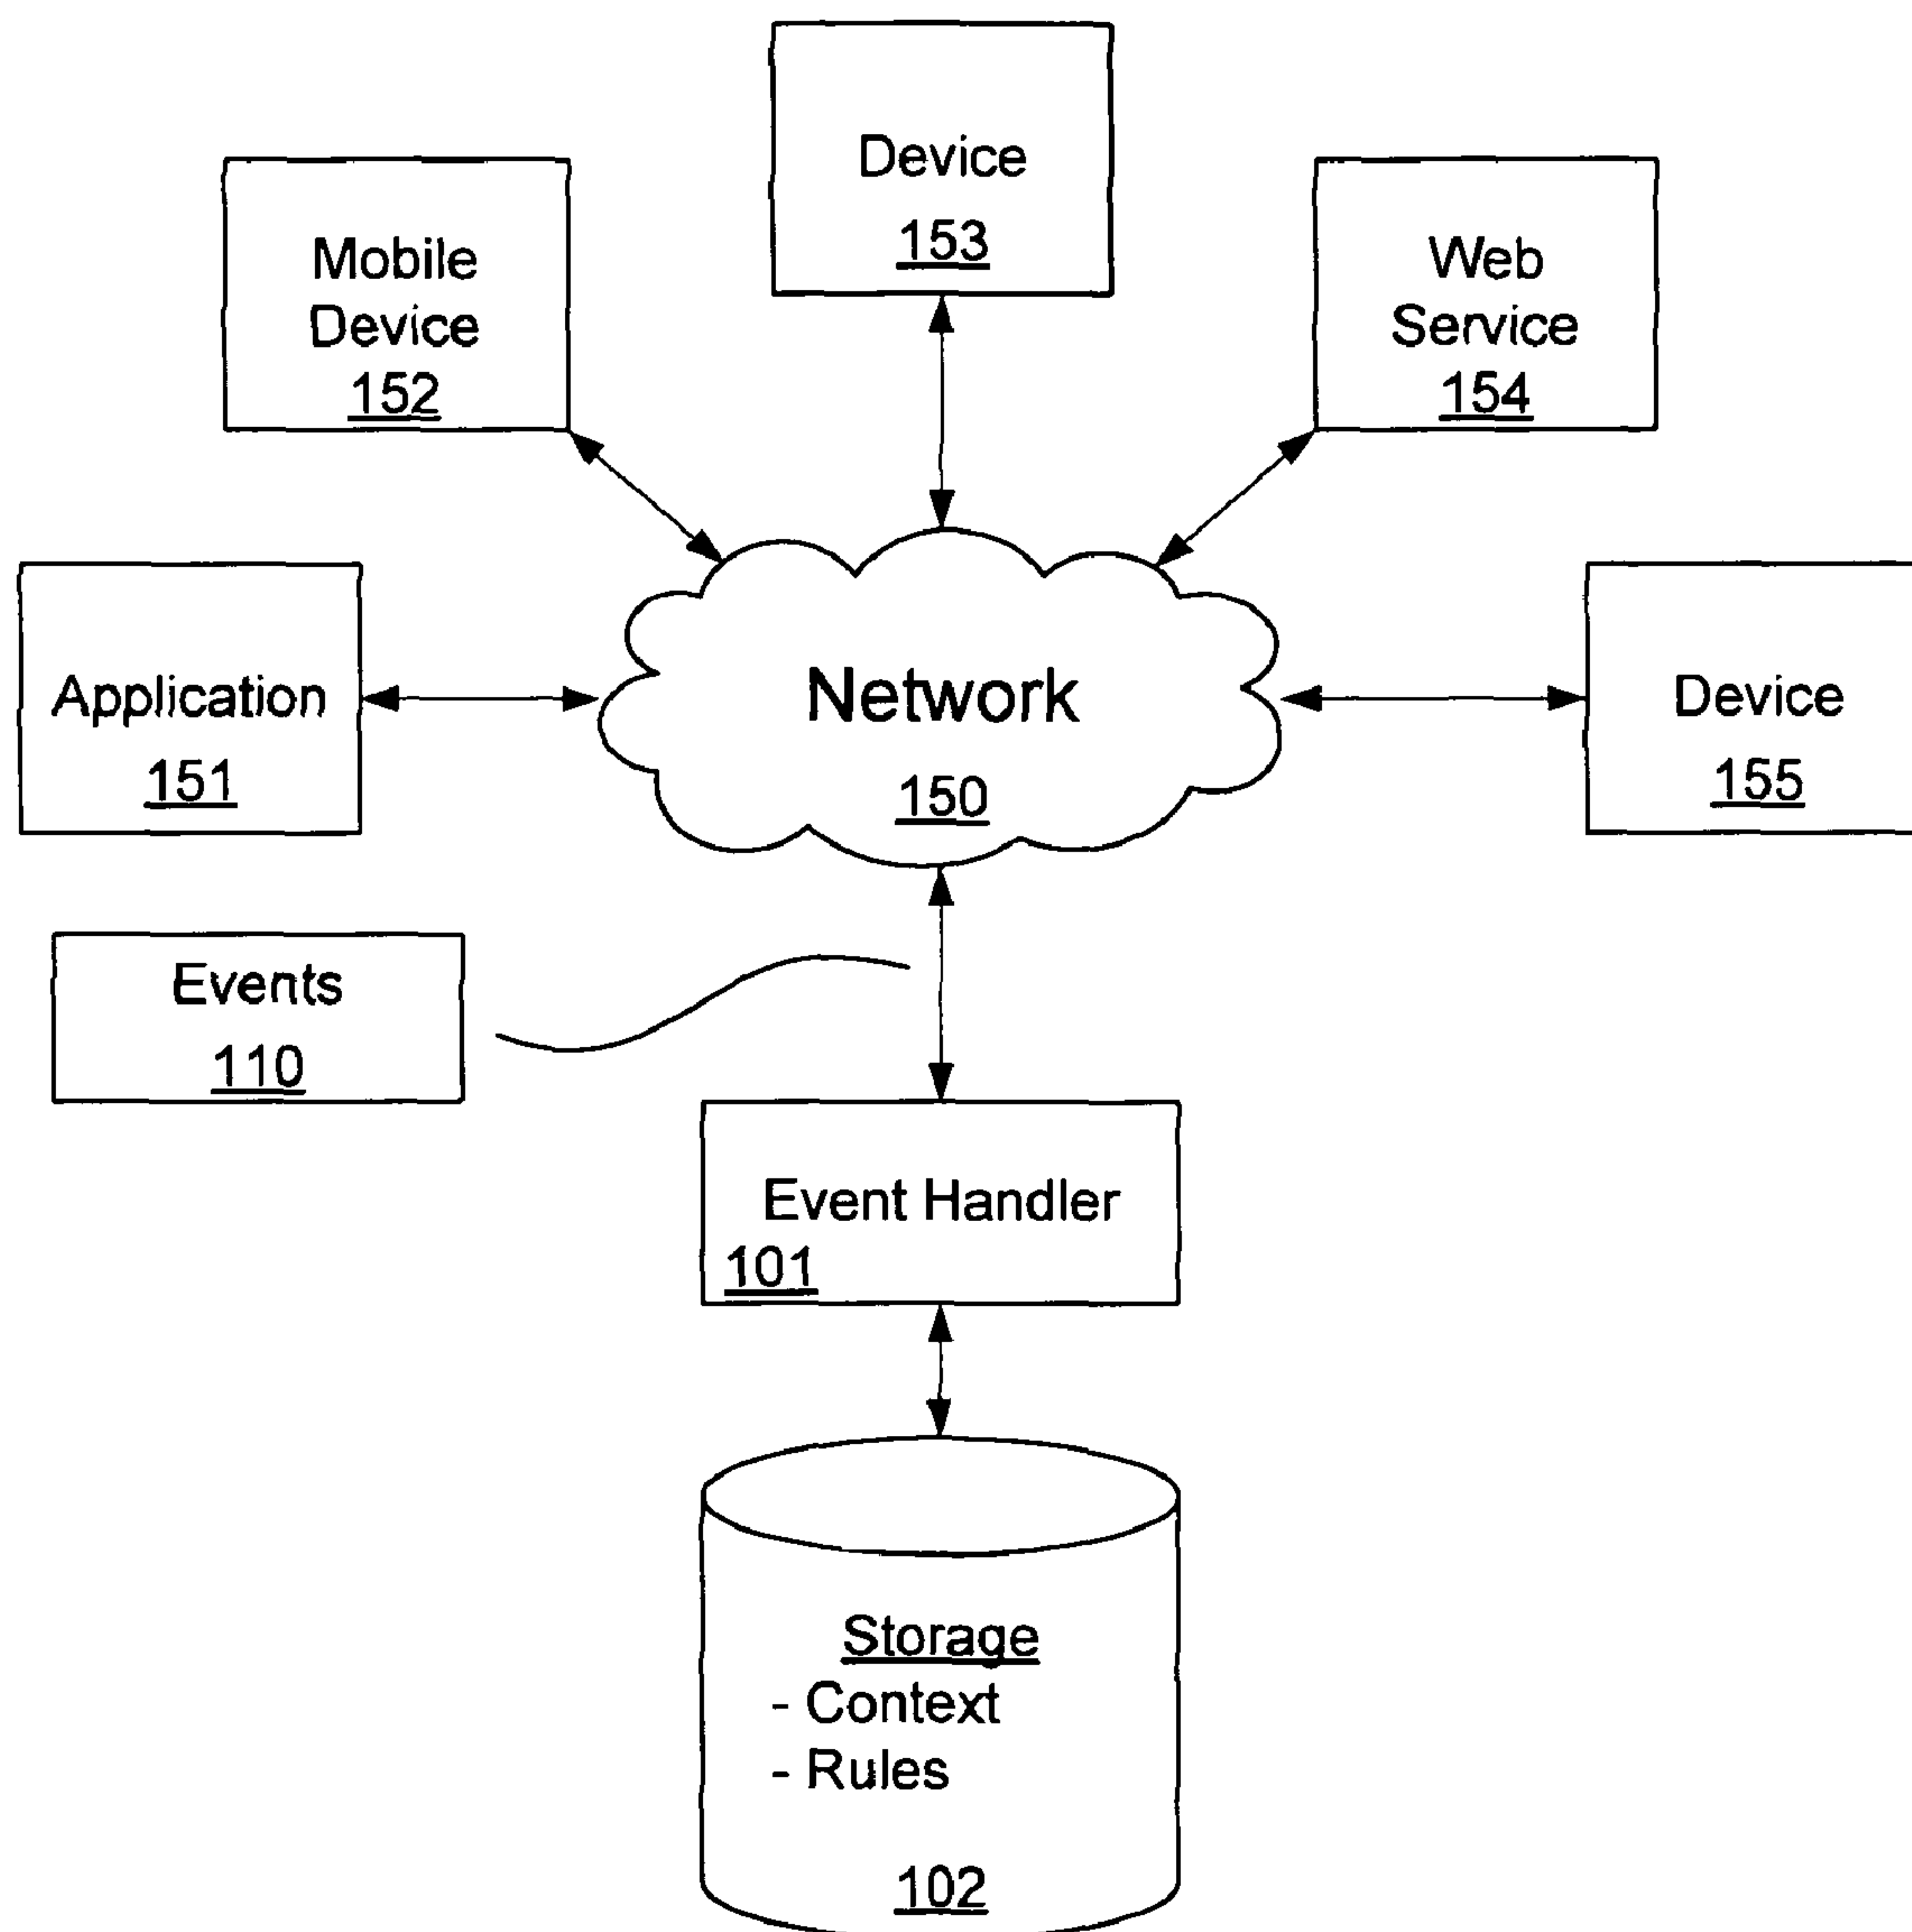 Device
153
Mobile
Device
152
Web
Service
154
Application
151
Network
150
Device
155
Events
110
Event Handler
101
Storage
- Context
- Rules
102